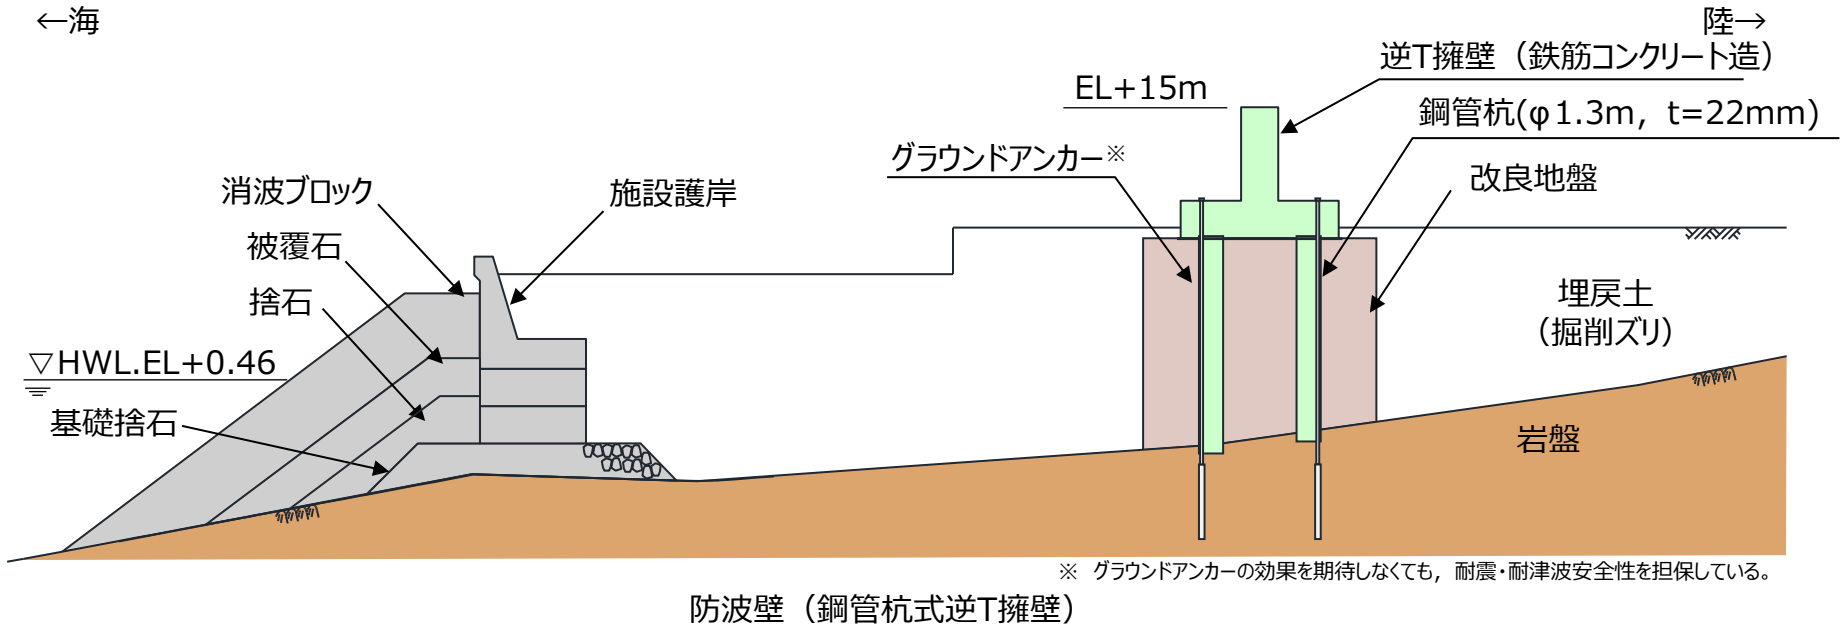 ←海
陸→
逆T擁壁（鉄筋コンクリート造）
EL+15m
鋼管杭(φ1.3m，t=22mm)
グラウンドアンカー※
改良地盤
消波ブロック
施設護岸
被覆石
捨石
埋戻土
（掘削ズリ）
▽HWL.EL+0.46
基礎捨石
岩盤
※　グラウンドアンカーの効果を期待しなくても，耐震・耐津波安全性を担保している。
防波壁（鋼管杭式逆T擁壁）